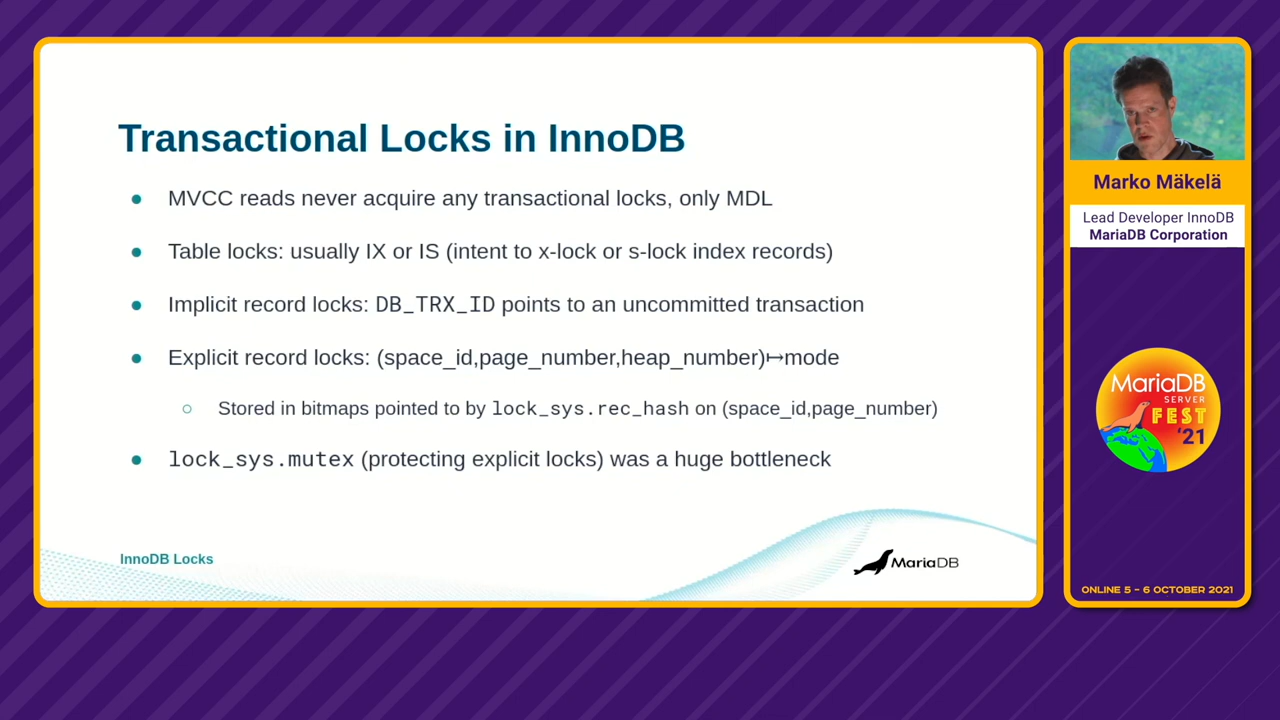 Transactional Locks in InnoDB
MVCC reads never acquire any transactional locks, only MDL
Table locks: usually IX or IS (intent to x-lock or s-lock index records)
Implicit record locks: DB_TRX_ID points to an uncommitted transaction
Explicit record locks: (space_id,page_number,heap_number)↦mode
Stored in bitmaps pointed to by lock_sys.rec_hash on (space_id,page_number)
lock_sys.mutex (protecting explicit locks) was a huge bottleneck
InnoDB Locks
MariaDB
Marko Mäkelä
Lead Developer InnoDB
MariaDB Corporation
MariaDB
SERVER
FEST
'21
ONLINE 5 – 6 OCTOBER 2021